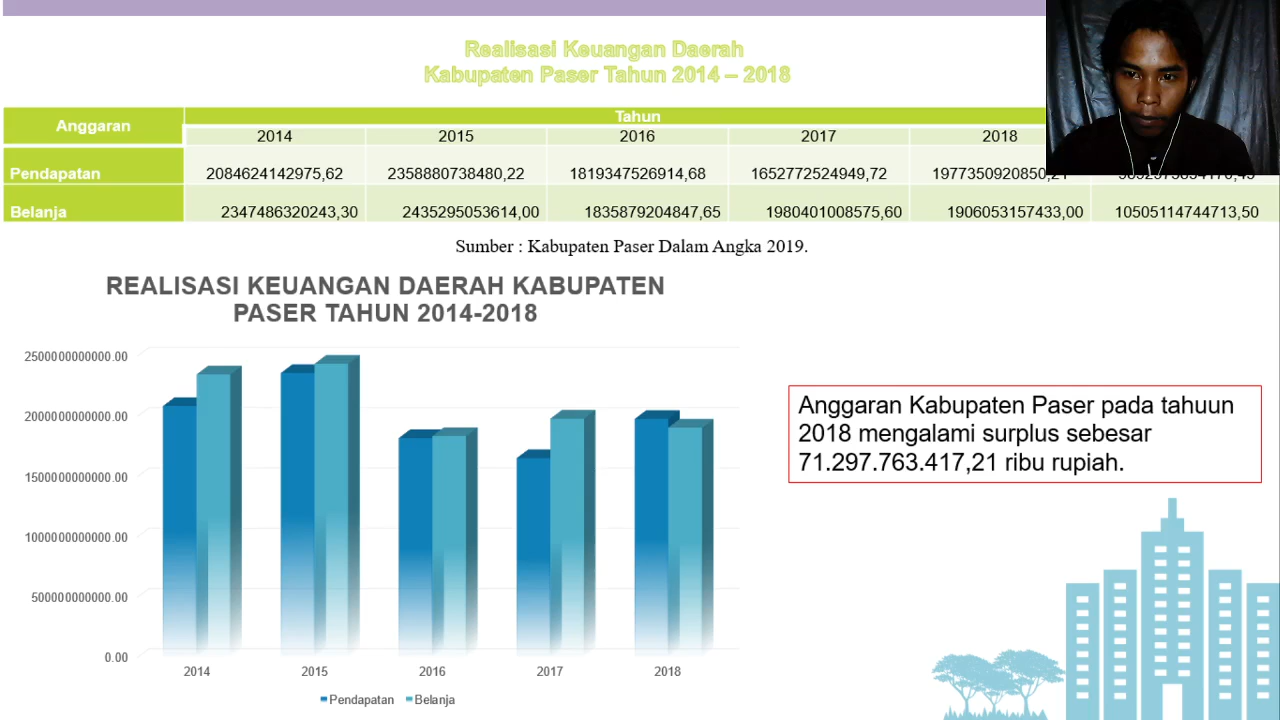 Realisasi Keuangan Daerah
Kabupaten Paser Tahun 2014 – 2018
Anggaran
Tahun
2014 2015 2016 2017 2018
Pendapatan 2084624142975,62 2358880738480,22 1819347526914,68 1652772524949,72 1977350920850,21
Belanja 2347486320243,30 2435295053614,00 1835879204847,65 1980401008575,60 1906053157433,00 10505114744713,50
Sumber : Kabupaten Paser Dalam Angka 2019.
REALISASI KEUANGAN DAERAH KABUPATEN
PASER TAHUN 2014-2018
2500000000000.00
2000000000000.00
1500000000000.00
1000000000000.00
500000000000.00
0.00
2014 2015 2016 2017 2018
Pendapatan Belanja
Anggaran Kabupaten Paser pada tahuun
2018 mengalami surplus sebesar
71.297.763.417,21 ribu rupiah.